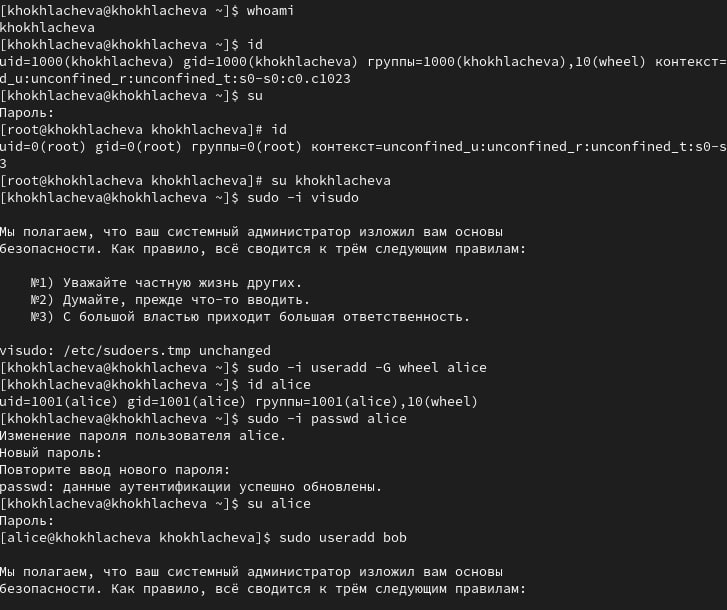 [khokhlacheva@khokhlacheva ~]$ whoami
khokhlacheva
[khokhlacheva@khokhlacheva ~]$ id
uid=1000(khokhlacheva) gid=1000(khokhlacheva) группы=1000(khokhlacheva),10(wheel) контекст=
d_u:unconfined_r:unconfined_t:s0-s0:c0.c1023
[khokhlacheva@khokhlacheva ~]$ su
Пароль:
[root@khokhlacheva khokhlacheva]# id
uid=0(root) gid=0(root) группы=0(root) контекст=unconfined_u:unconfined_r:unconfined_t:s0-s
3
[root@khokhlacheva khokhlacheva]# su khokhlacheva
[khokhlacheva@khokhlacheva ~]$ sudo -i visudo
Мы полагаем, что ваш системный администратор изложил вам основы
безопасности. Как правило, всё сводится к трём следующим правилам:
№1) Уважайте частную жизнь других.
№2) Думайте, прежде что-то вводить.
№3) С большой властью приходит большая ответственность.
visudo: /etc/sudoers.tmp unchanged
[khokhlacheva@khokhlacheva ~]$ sudo -i useradd -G wheel alice
[khokhlacheva@khokhlacheva ~]$ id alice
uid=1001(alice) gid=1001(alice) группы=1001(alice),10(wheel)
[khokhlacheva@khokhlacheva ~]$ sudo -i passwd alice
Изменение пароля пользователя alice.
Новый пароль:
Повторите ввод нового пароля:
passwd: данные аутентификации успешно обновлены.
[khokhlacheva@khokhlacheva ~]$ su alice
Пароль:
[alice@khokhlacheva khokhlacheva]$ sudo useradd bob
Мы полагаем, что ваш системный администратор изложил вам основы
безопасности. Как правило, всё сводится к трём следующим правилам: